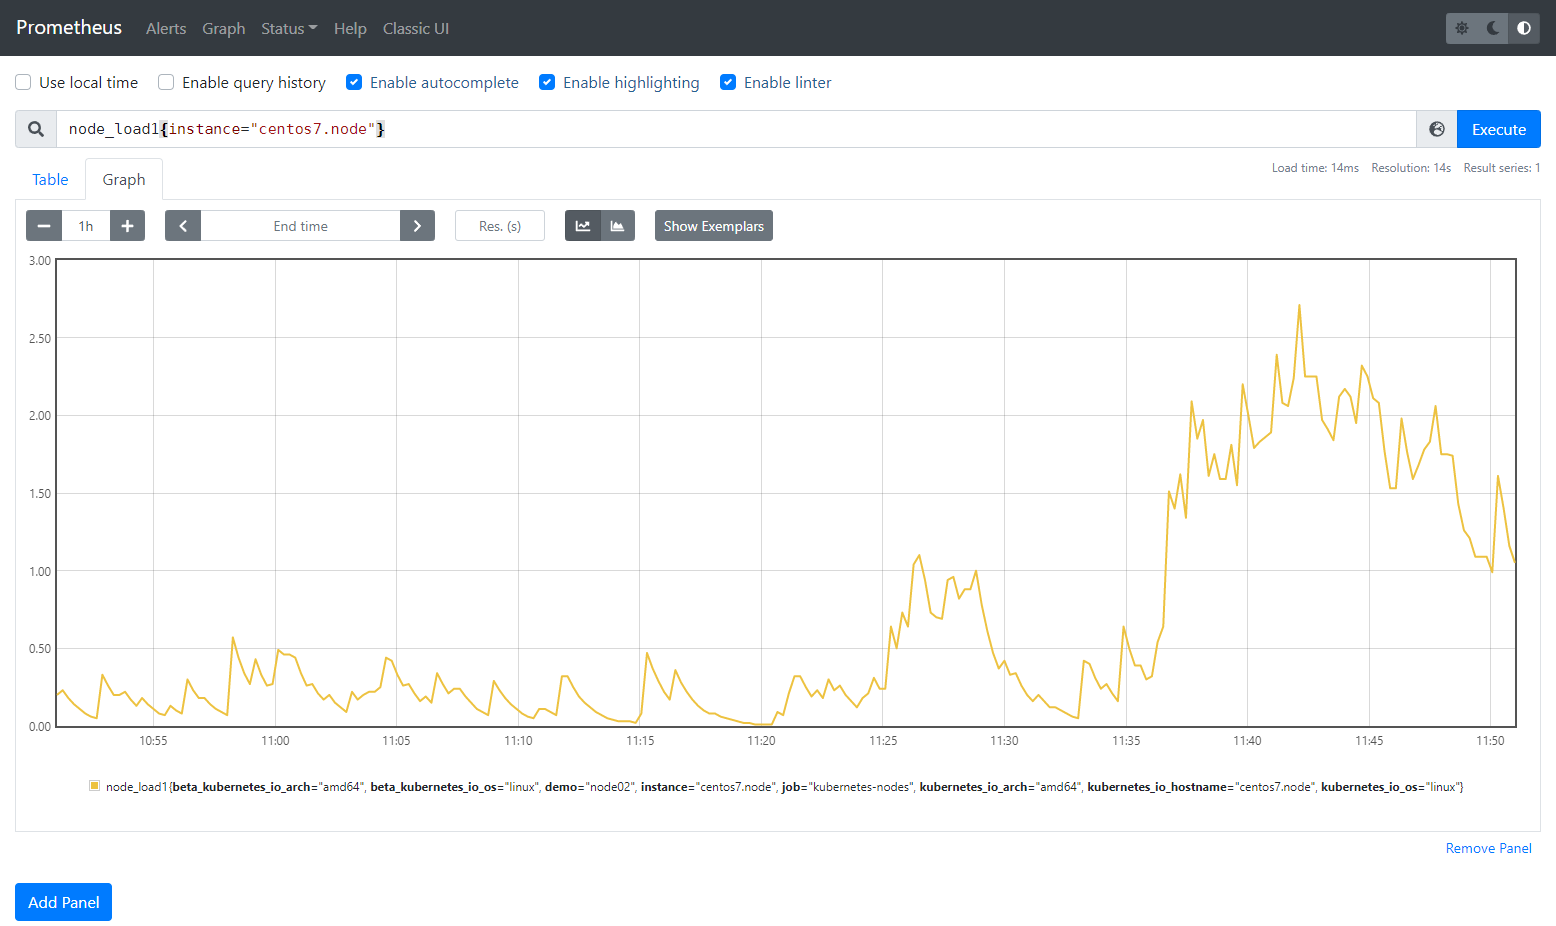 Prometheus Alerts Graph Status Help Classic UI
Use local time Enable query history Enable autocomplete Enable highlighting Enable linter
node_load1{instance="centos7.node"} Execute
Table Graph Load time: 14ms Resolution: 14s Result series: 1
1h End time Res. (s) Show Exemplars
3.00
2.50
2.00
1.50
1.00
0.50
0.00
10:55 11:00 11:05 11:10 11:15 11:20 11:25 11:30 11:35 11:40 11:45 11:50
node_load1{beta_kubernetes_io_arch="amd64", beta_kubernetes_io_os="linux", demo="node02", instance="centos7.node", job="kubernetes-nodes", kubernetes_io_arch="amd64", kubernetes_io_hostname="centos7.node", kubernetes_io_os="linux"}
Remove Panel
Add Panel